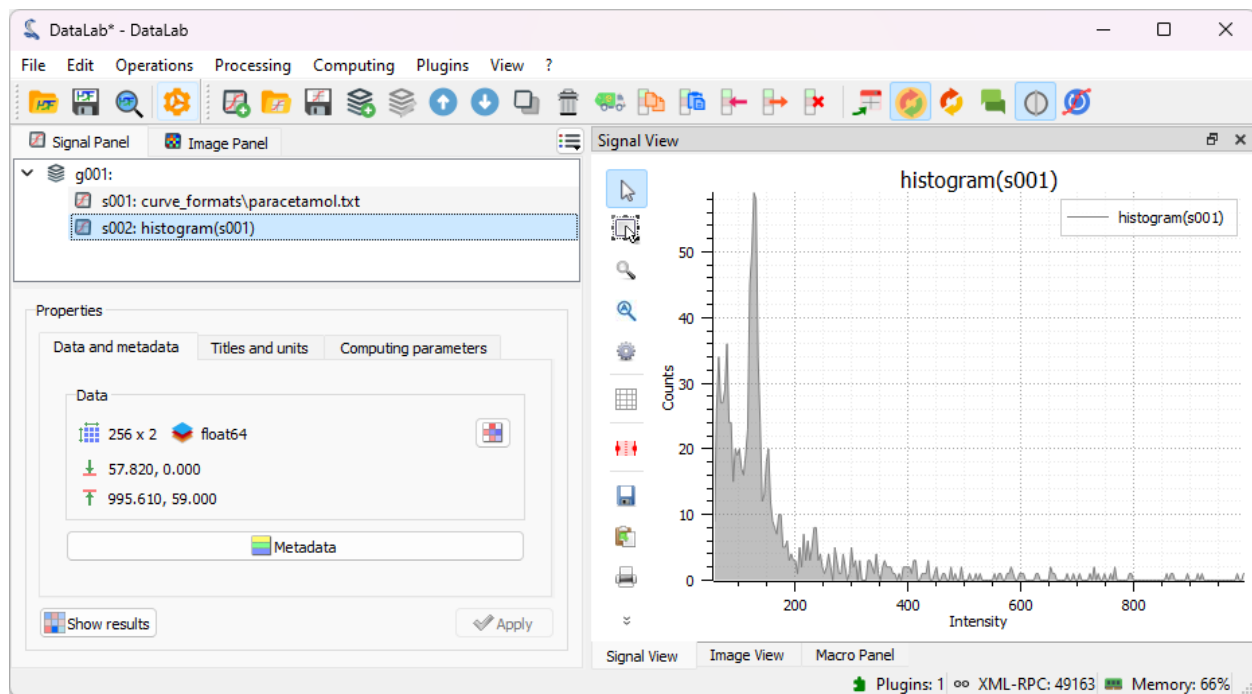 DataLab* - DataLab
File Edit Operations Processing Computing Plugins View ?
Signal Panel Image Panel
g001:
s001: curve_formats\paracetamol.txt
s002: histogram(s001)
Properties
Data and metadata Titles and units Computing parameters
Data
256 x 2 float64
57.820, 0.000
995.610, 59.000
Metadata
Show results Apply
Signal View
histogram(s001)
histogram(s001)
50
40
30
20
10
0
Counts
200 400 600 800
Intensity
Signal View Image View Macro Panel
Plugins: 1 XML-RPC: 49163 Memory: 66%